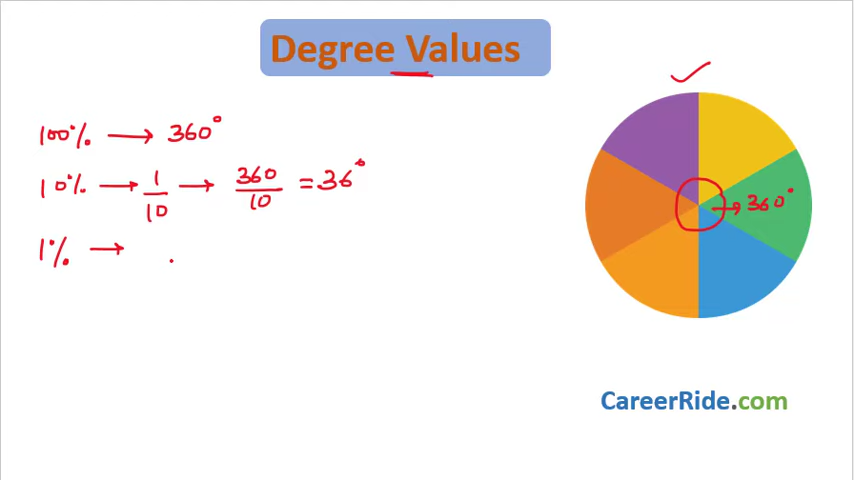 Degree Values
100% → 360°
10% → 1/10 → 360/10 = 36°
1% →
→ 360°
CareerRide.com